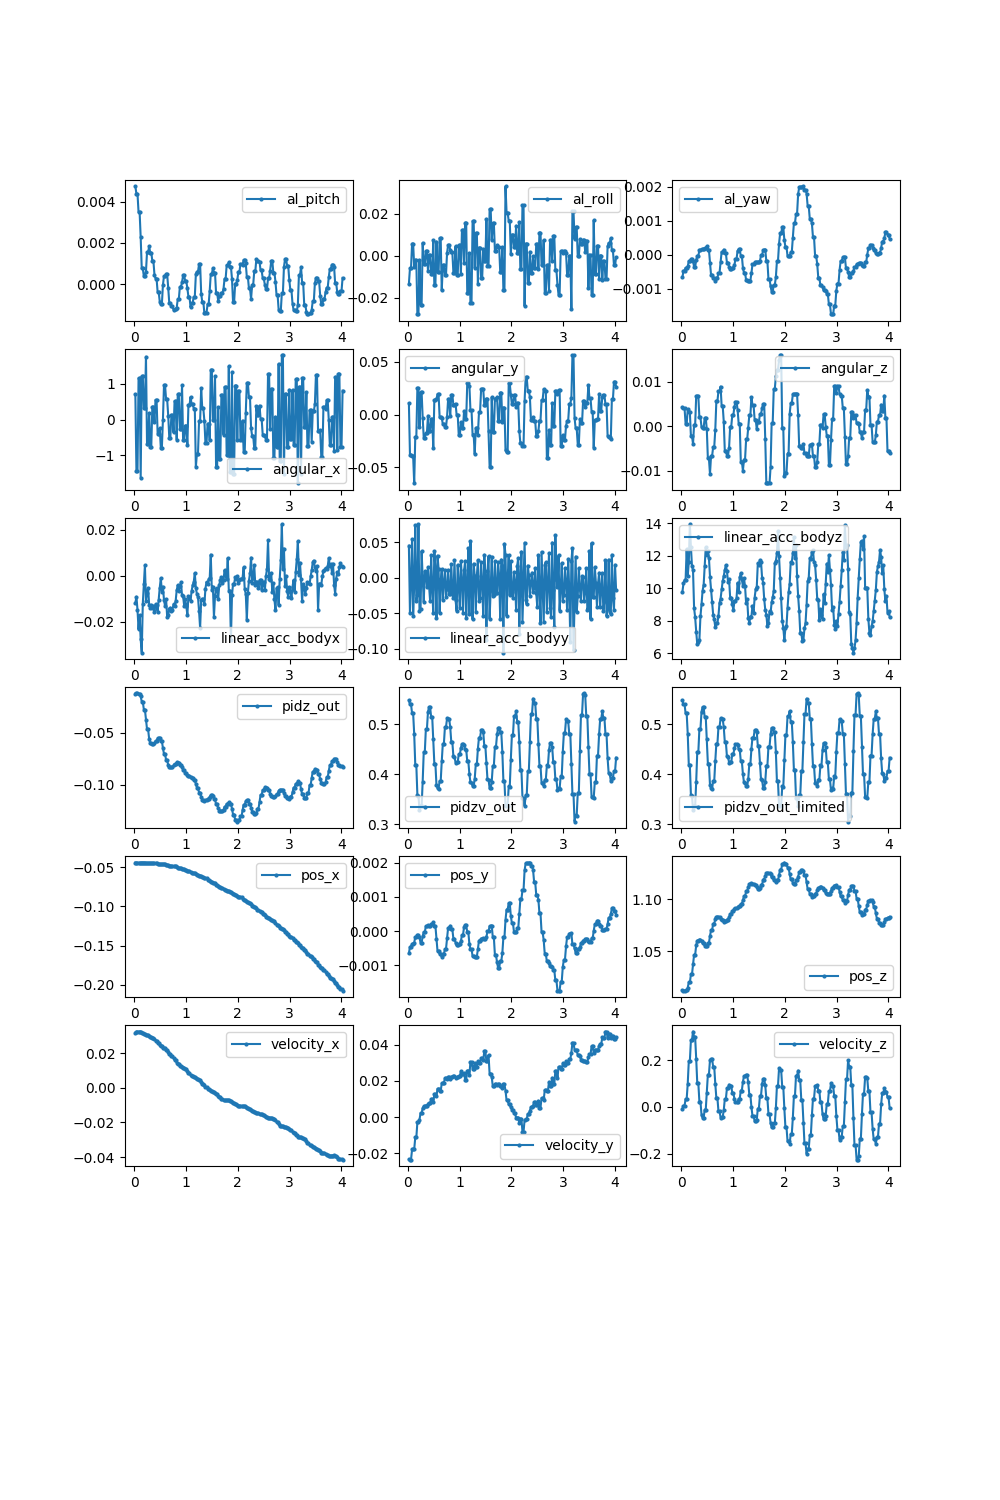 al_pitch
0.004
0.002
0.000
0 1 2 3 4
al_roll
0.02
0.00
−0.02
0 1 2 3 4
al_yaw
0.002
0.001
0.000
−0.001
0 1 2 3 4
angular_x
1
0
−1
0 1 2 3 4
angular_y
0.05
0.00
−0.05
0 1 2 3 4
angular_z
0.01
0.00
−0.01
0 1 2 3 4
linear_acc_bodyx
0.02
0.00
−0.02
0 1 2 3 4
linear_acc_bodyy
0.05
0.00
−0.05
−0.10
0 1 2 3 4
linear_acc_bodyz
14
12
10
8
6
0 1 2 3 4
pidz_out
−0.05
−0.10
0 1 2 3 4
pidzv_out
0.5
0.4
0.3
0 1 2 3 4
pidzv_out_limited
0.5
0.4
0.3
0 1 2 3 4
pos_x
−0.05
−0.10
−0.15
−0.20
0 1 2 3 4
pos_y
0.002
0.001
0.000
−0.001
0 1 2 3 4
pos_z
1.10
1.05
0 1 2 3 4
velocity_x
0.02
0.00
−0.02
−0.04
0 1 2 3 4
velocity_y
0.04
0.02
0.00
−0.02
0 1 2 3 4
velocity_z
0.2
0.0
−0.2
0 1 2 3 4